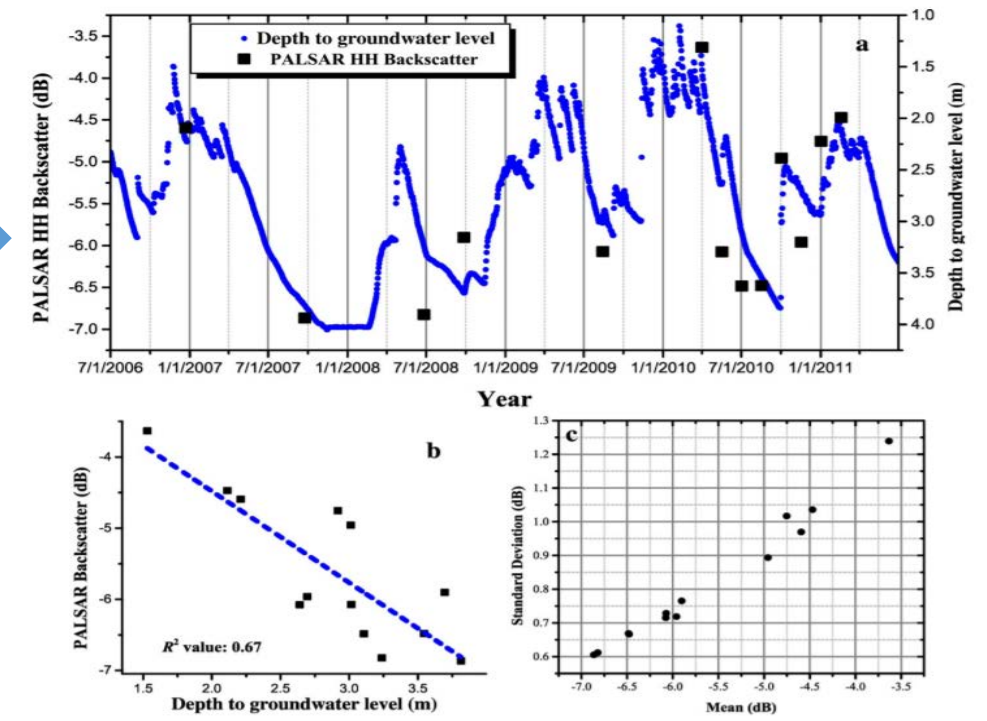 Depth to groundwater level
PALSAR HH Backscatter
a
PALSAR HH Backscatter (dB)
-3.5
-4.0
-4.5
-5.0
-5.5
-6.0
-6.5
-7.0
1.0
1.5
2.0
2.5
3.0
3.5
4.0
Depth to groundwater level (m)
7/1/2006 1/1/2007 7/1/2007 1/1/2008 7/1/2008 1/1/2009 7/1/2009 1/1/2010 7/1/2010 1/1/2011
Year
b
PALSAR Backscatter (dB)
-4
-5
-6
-7
R² value: 0.67
1.5 2.0 2.5 3.0 3.5
Depth to groundwater level (m)
c
Standard Deviation (dB)
1.3
1.2
1.1
1.0
0.9
0.8
0.7
0.6
-7.0 -6.5 -6.0 -5.5 -5.0 -4.5 -4.0 -3.5
Mean (dB)